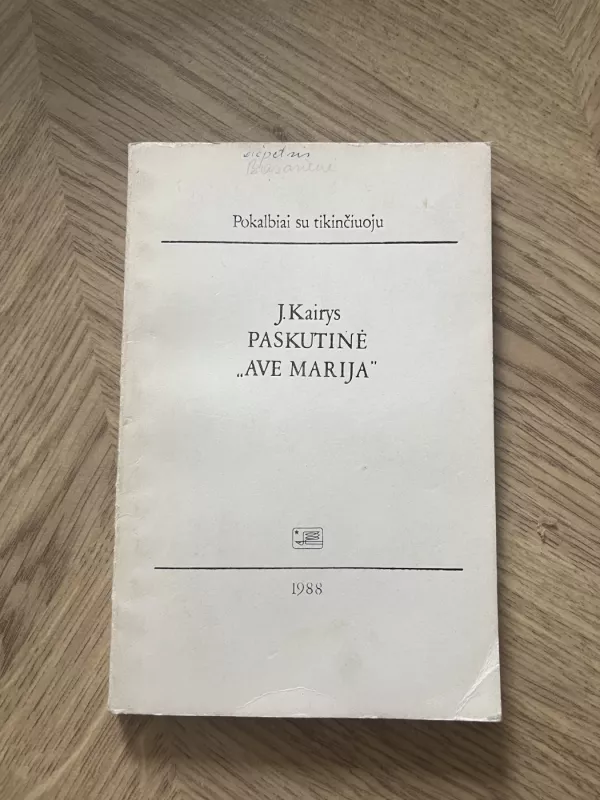 Pokalbiai su tikinčiuoju
J. Kairys
PASKUTINĖ
„AVE MARIJA"
1988